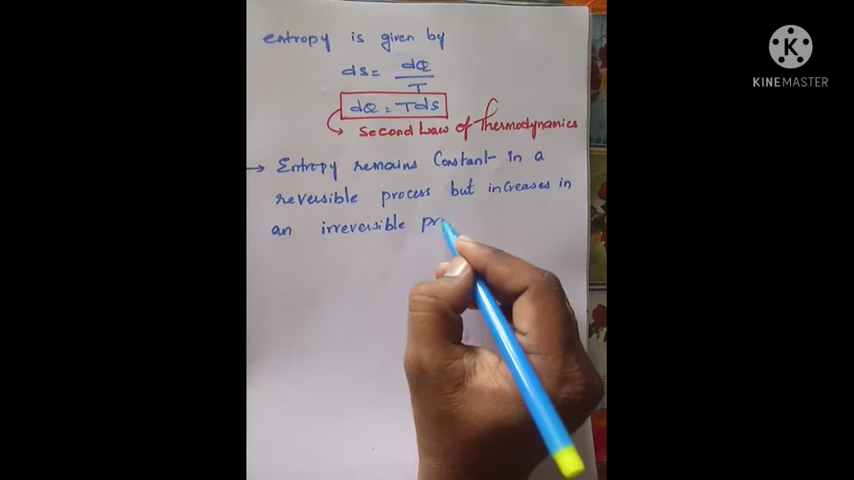 entropy is given by
ds = dQ / T
dQ = Tds
→ Second Law of Thermodynamics
→ Entropy remains Constant in a
reversible process but increases in
an irreversible pr
K
KINEMASTER